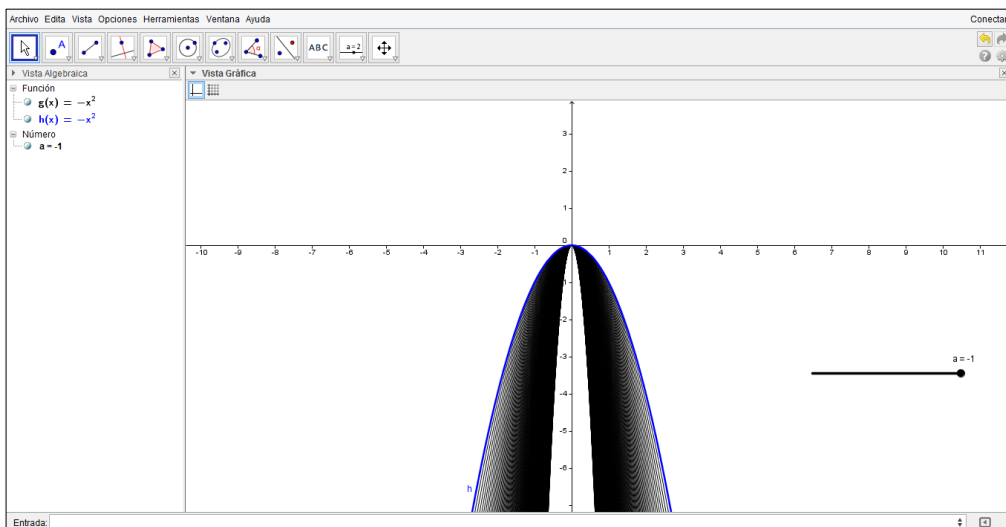 Archivo Edita Vista Opciones Herramientas Ventana Ayuda Conectar
A α ABC a = 2
Vista Algebraica
Vista Gráfica
Función
g(x) = −x²
h(x) = −x²
Número
a = -1
3
2
1
0
-10 -9 -8 -7 -6 -5 -4 -3 -2 -1 1 2 3 4 5 6 7 8 9 10 11
-1
-2
-3
a = -1
-4
-5
-6
h
Entrada: